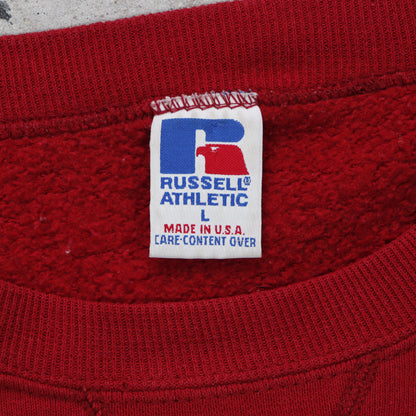 R
RUSSELL®
ATHLETIC
L
MADE IN U.S.A.
CARE-CONTENT OVER